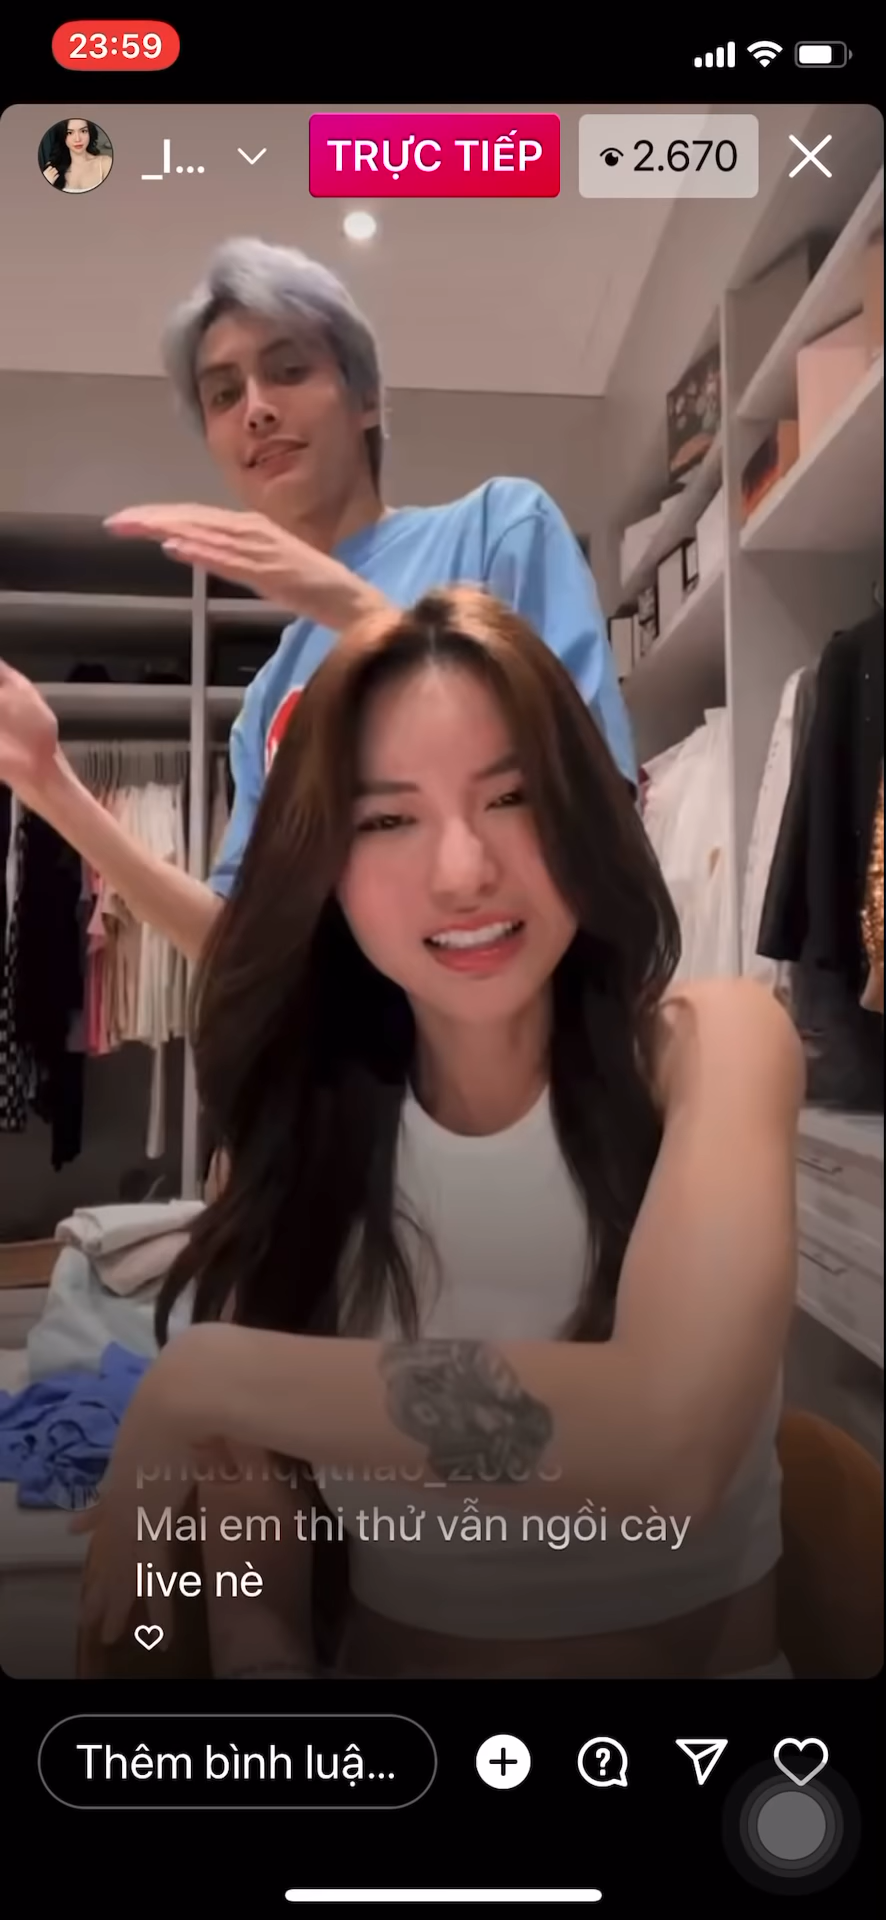 23:59
_l...
TRỰC TIẾP
2.670
Mai em thi thử vẫn ngồi cày
live nè
Thêm bình luậ...